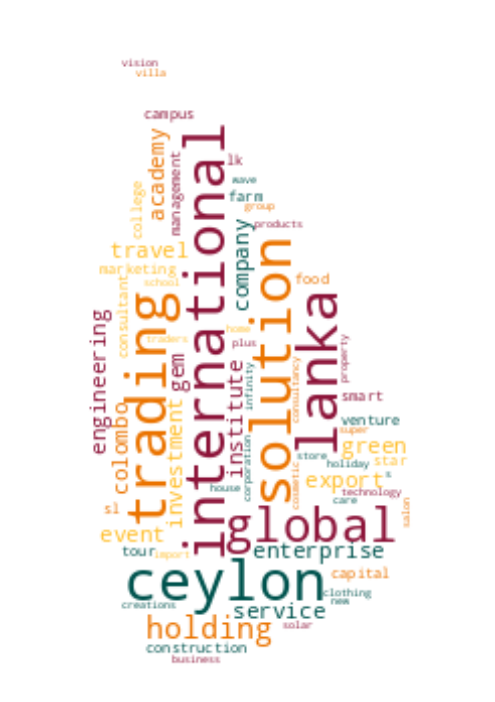 vision
villa
campus
academy
management
international
lk
wave
farm
college
group
products
company
travel
solution
marketing
school
food
consultant
trading
lanka
engineering
home
traders
plus
property
gem
institute
infinity
consultancy
smart
colombo
investment
venture
super
corporation
green
store
star
holiday
cosmetic
export
s
house
technology
care
salon
sl
global
event
tour
import
enterprise
ceylon
capital
clothing
new
creations
service
holding
solar
construction
business